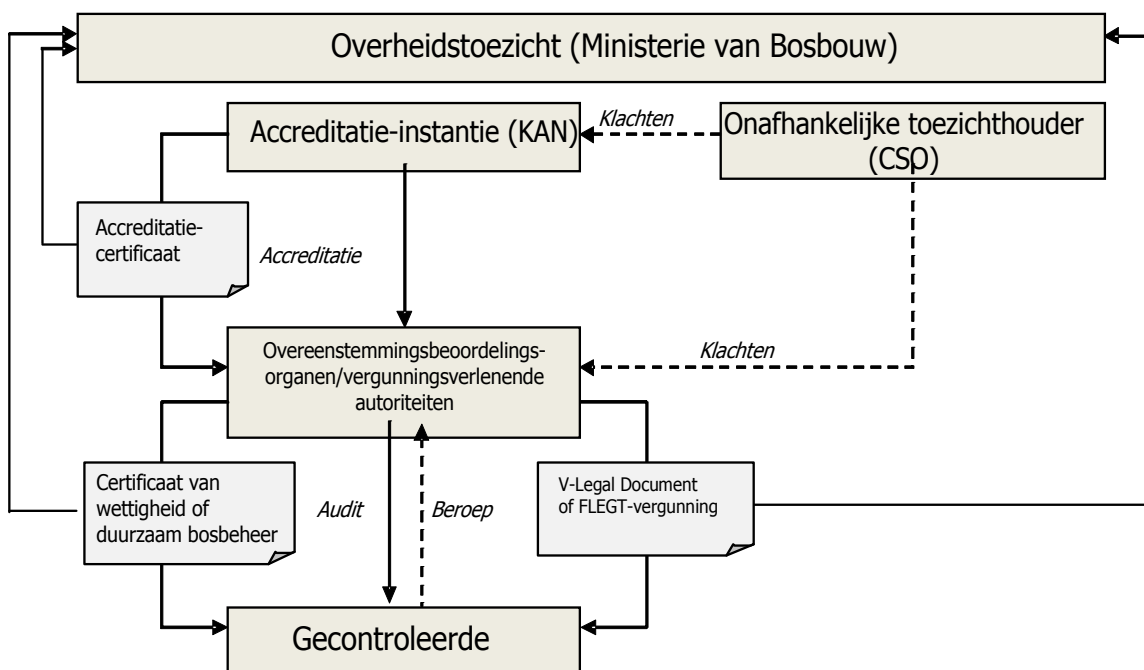 Overheidstoezicht (Ministerie van Bosbouw)
Accreditatie-instantie (KAN)
Klachten
Onafhankelijke toezichthouder
(CSO)
Accreditatie-
certificaat
Accreditatie
Overeenstemmingsbeoordelings-
organen/vergunningsverlenende
autoriteiten
Klachten
Certificaat van
wettigheid of
duurzaam bosbeheer
Audit
Beroep
V-Legal Document
of FLEGT-vergunning
Gecontroleerde